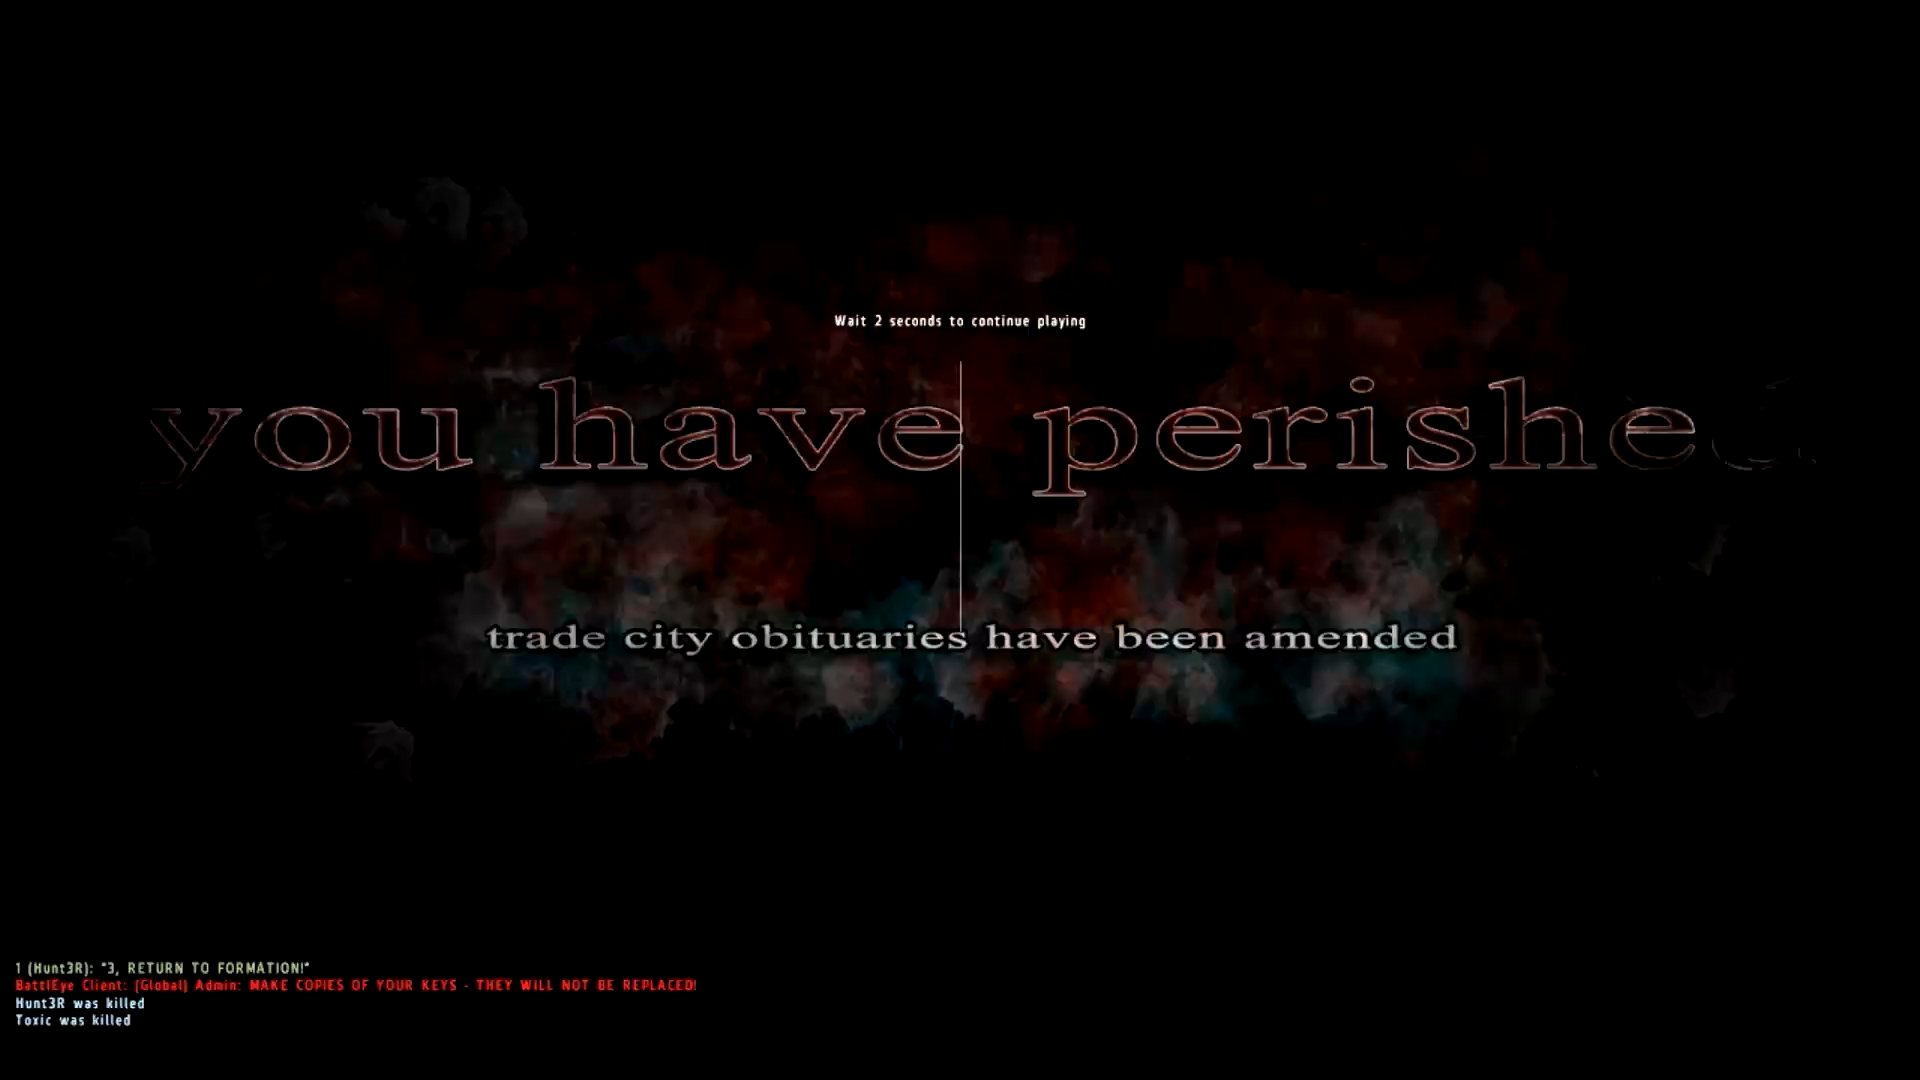 Wait 2 seconds to continue playing
you have perished
trade city obituaries have been amended
1 (Hunt3R): "3, RETURN TO FORMATION!"
BattlEye Client: (Global) Admin: MAKE COPIES OF YOUR KEYS - THEY WILL NOT BE REPLACED!
Hunt3R was killed
Toxic was killed